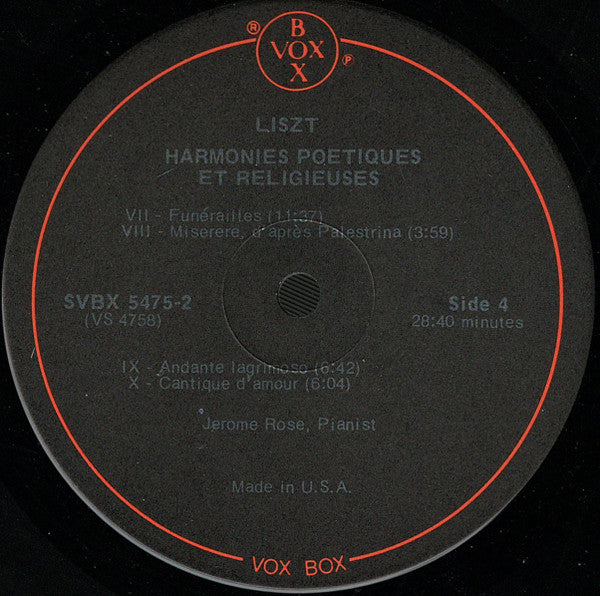 ® BOX
VOX
℗
LISZT
HARMONIES POETIQUES
ET RELIGIEUSES
VII - Funérailles (11:37)
VIII - Miserere, d'après Palestrina (3:59)
SVBX 5475-2
(VS 4758)
Side 4
28:40 minutes
IX - Andante lagrimoso (6:42)
X - Cantique d'amour (6:04)
Jerome Rose, Pianist
Made in U.S.A.
VOX BOX